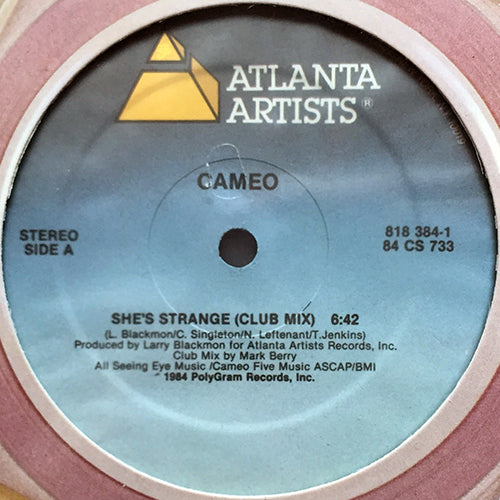 ATLANTA
ARTISTS®
CAMEO
STEREO
SIDE A
818 384-1
84 CS 733
SHE'S STRANGE (CLUB MIX) 6:42
(L. Blackmon/C. Singleton/N. Leftenant/T.Jenkins)
Produced by Larry Blackmon for Atlanta Artists Records, Inc.
Club Mix by Mark Berry
All Seeing Eye Music /Cameo Five Music ASCAP/BMI
1984 PolyGram Records, Inc.